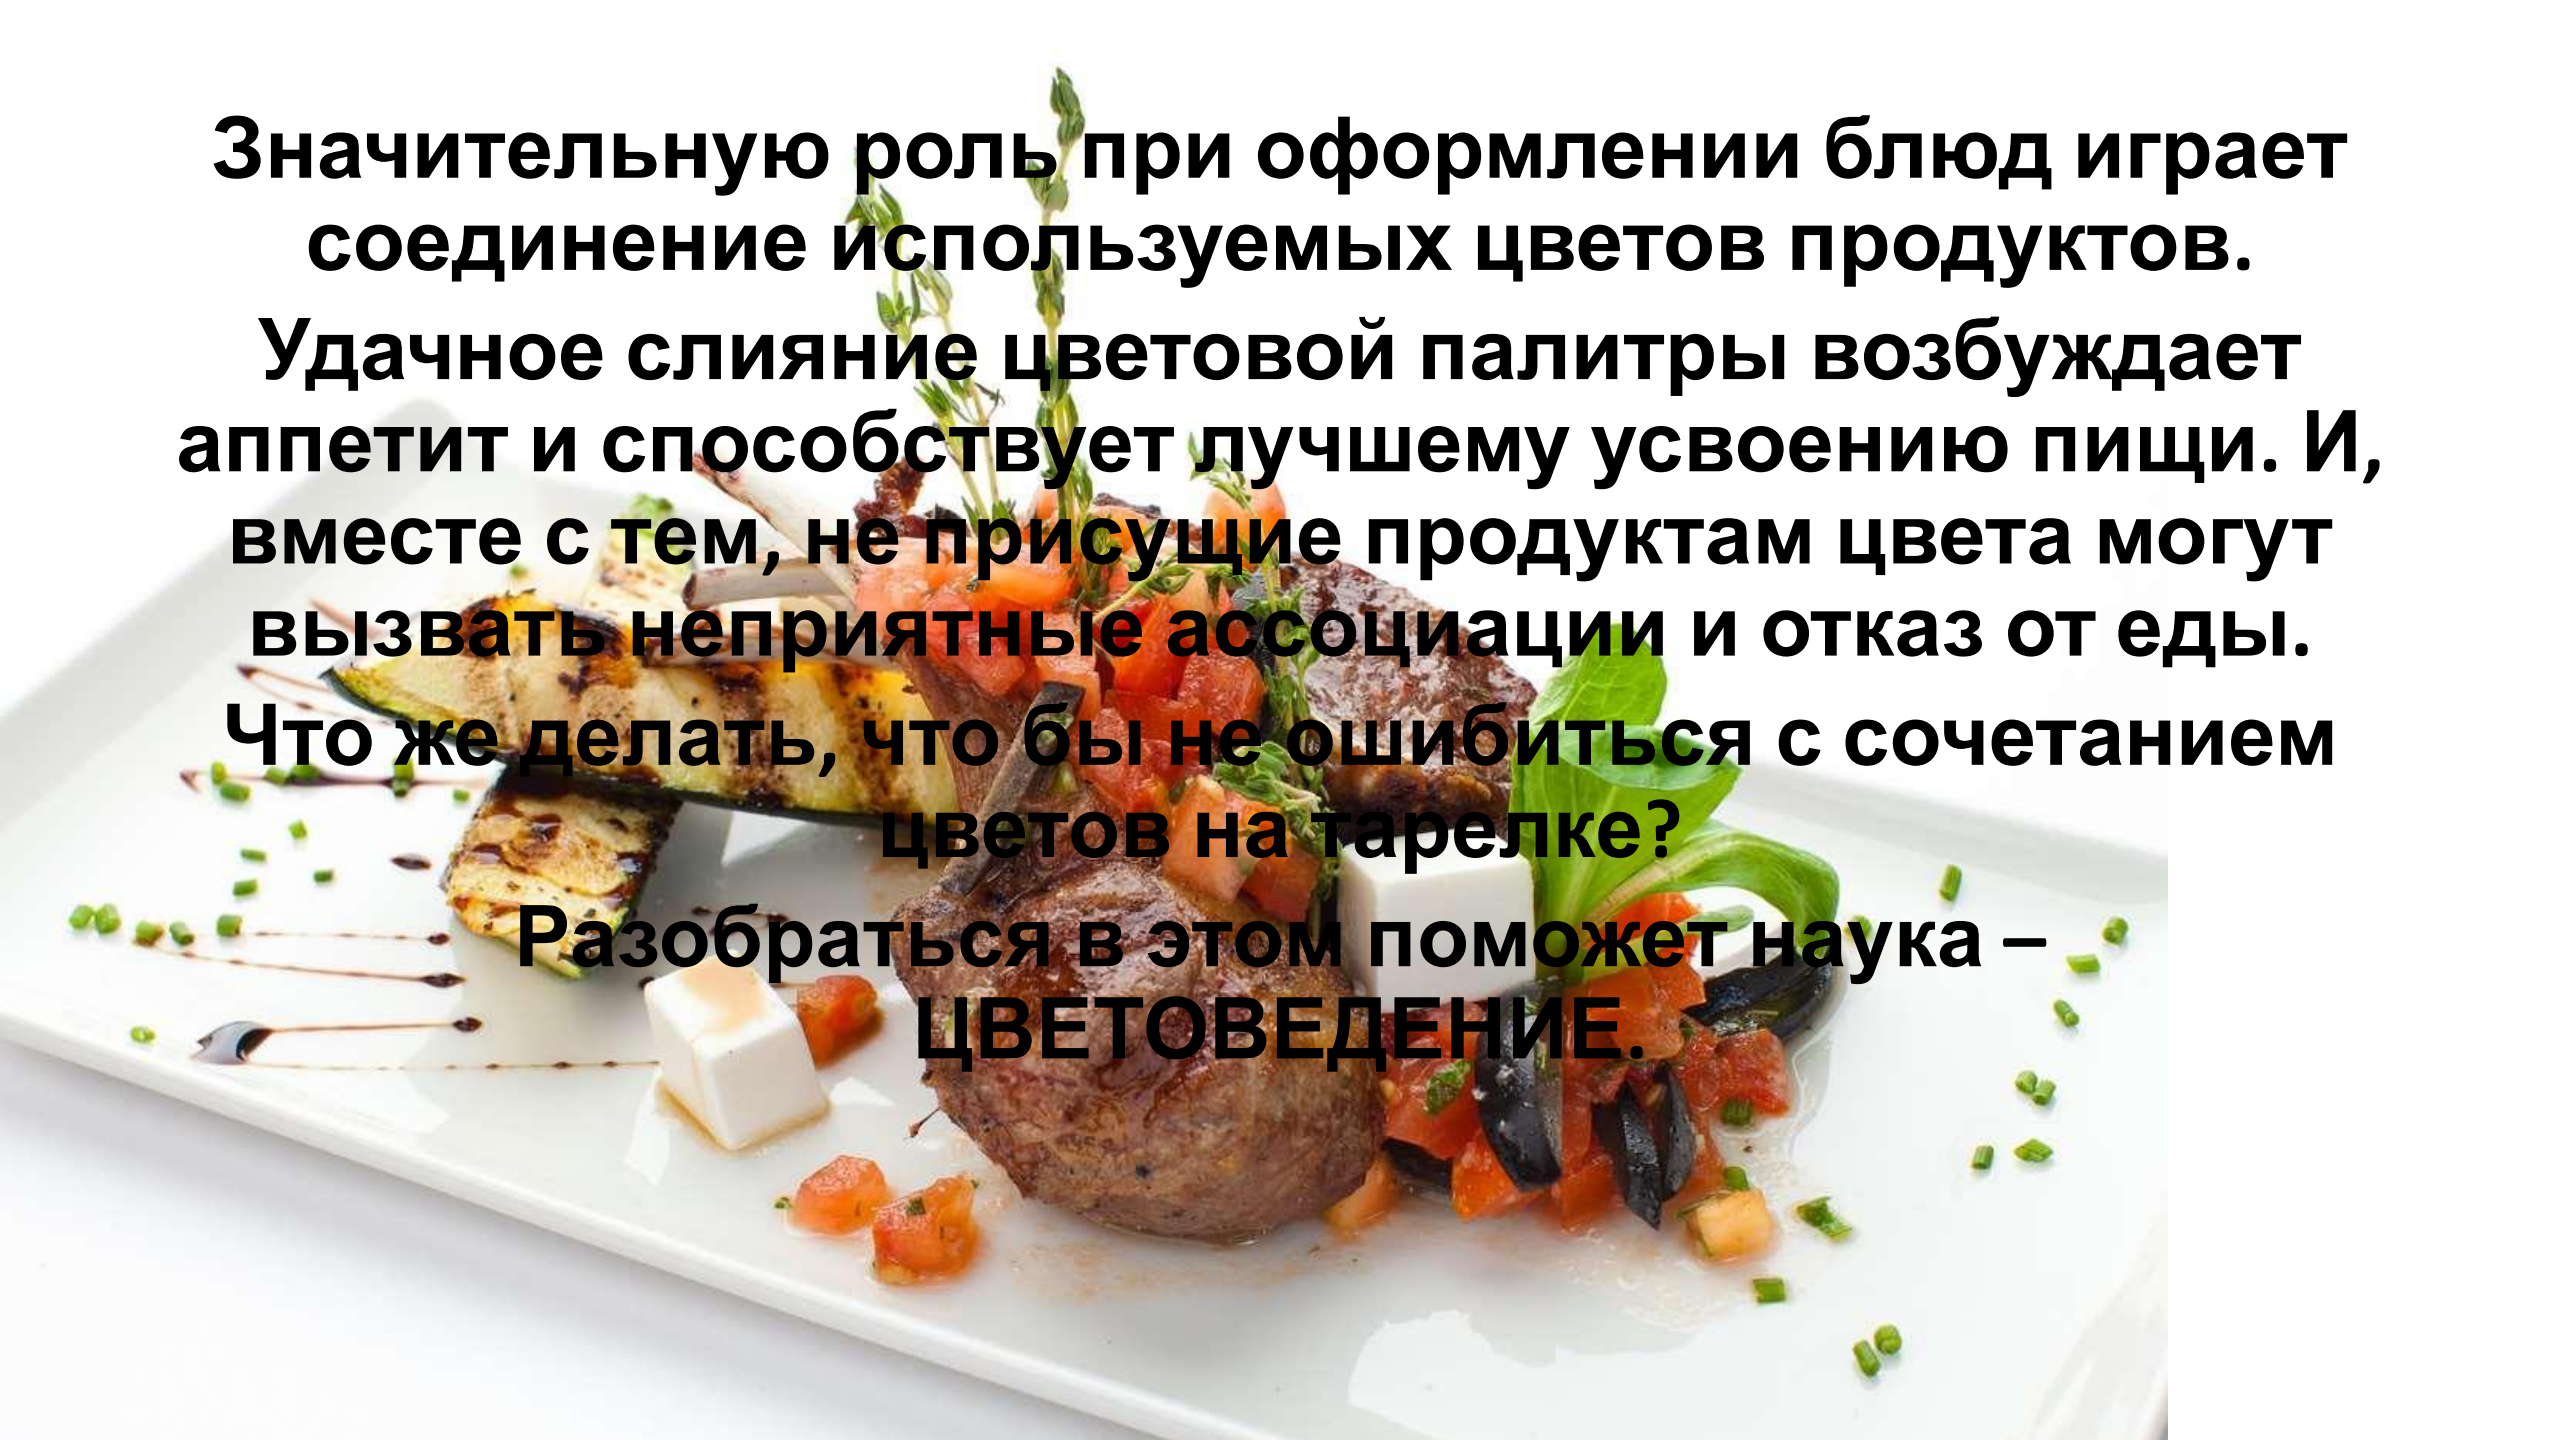 Значительную роль при оформлении блюд играет
соединение используемых цветов продуктов.
Удачное слияние цветовой палитры возбуждает
аппетит и способствует лучшему усвоению пищи. И,
вместе с тем, не присущие продуктам цвета могут
вызвать неприятные ассоциации и отказ от еды.
Что же делать, что бы не ошибиться с сочетанием
цветов на тарелке?
Разобраться в этом поможет наука –
ЦВЕТОВЕДЕНИЕ.